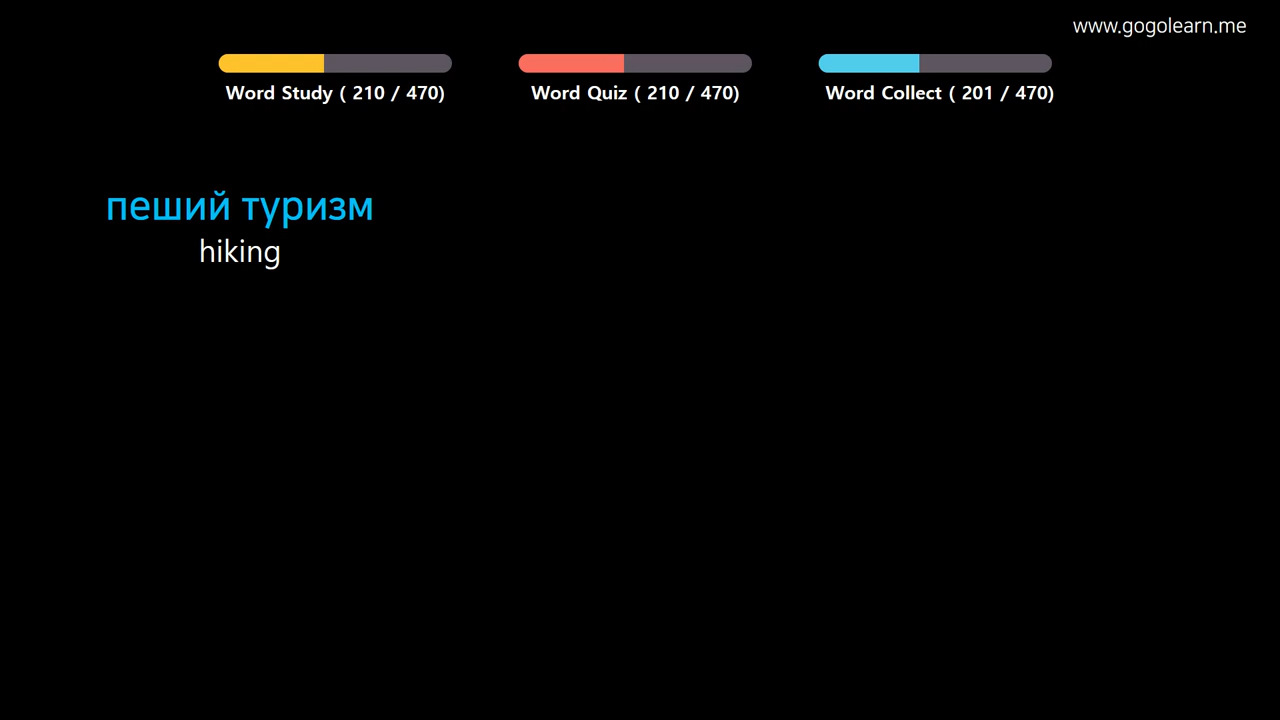 www.gogolearn.me
Word Study ( 210 / 470)
Word Quiz ( 210 / 470)
Word Collect ( 201 / 470)
пеший туризм
hiking